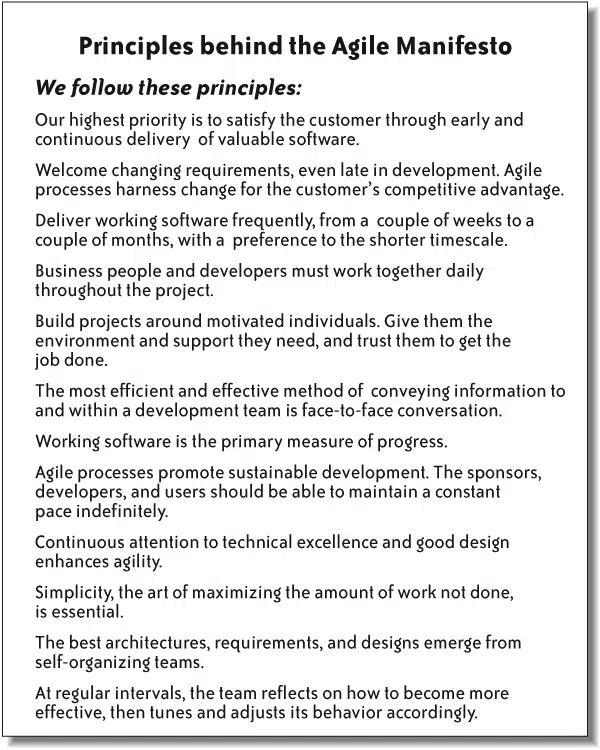 Principles behind the Agile Manifesto
We follow these principles:
Our highest priority is to satisfy the customer through early and
continuous delivery of valuable software.
Welcome changing requirements, even late in development. Agile
processes harness change for the customer's competitive advantage.
Deliver working software frequently, from a couple of weeks to a
couple of months, with a preference to the shorter timescale.
Business people and developers must work together daily
throughout the project.
Build projects around motivated individuals. Give them the
environment and support they need, and trust them to get the
job done.
The most efficient and effective method of conveying information to
and within a development team is face-to-face conversation.
Working software is the primary measure of progress.
Agile processes promote sustainable development. The sponsors,
developers, and users should be able to maintain a constant
pace indefinitely.
Continuous attention to technical excellence and good design
enhances agility.
Simplicity, the art of maximizing the amount of work not done,
is essential.
The best architectures, requirements, and designs emerge from
self-organizing teams.
At regular intervals, the team reflects on how to become more
effective, then tunes and adjusts its behavior accordingly.